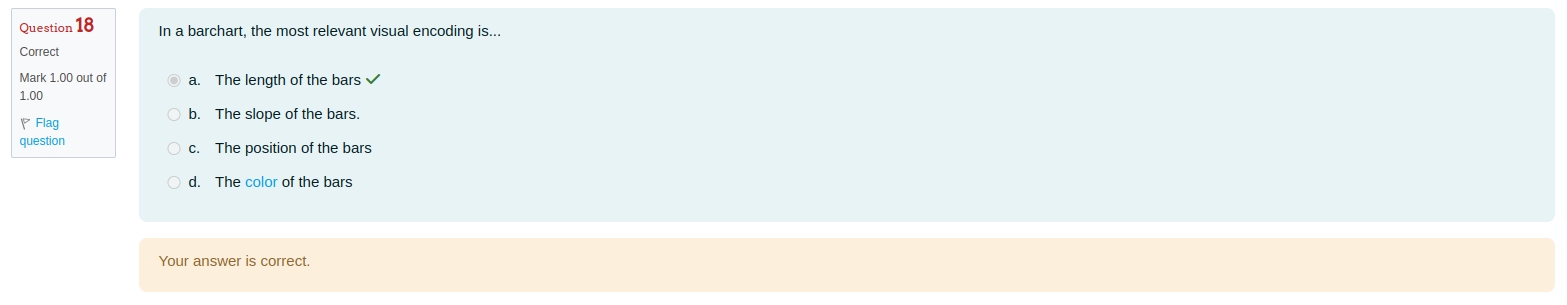 Question 18
Correct
Mark 1.00 out of
1.00
Flag
question
In a barchart, the most relevant visual encoding is...
a. The length of the bars
b. The slope of the bars.
c. The position of the bars
d. The color of the bars
Your answer is correct.